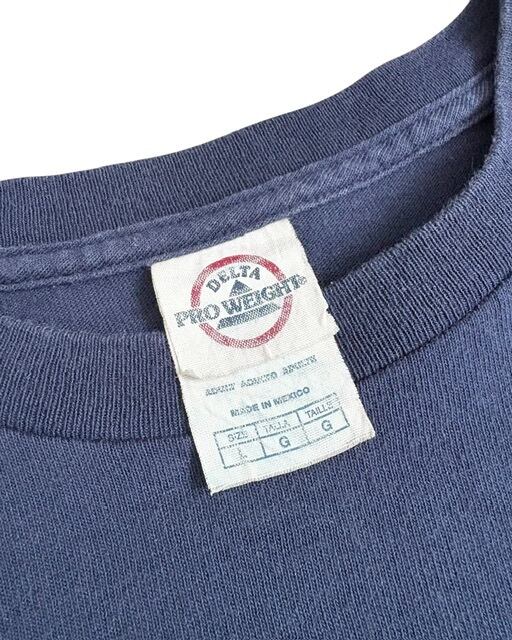 DELTA
PRO WEIGHT®
ADULT ADULTO ADULTE
MADE IN MEXICO
SIZE TALLA TAILLE
L G G